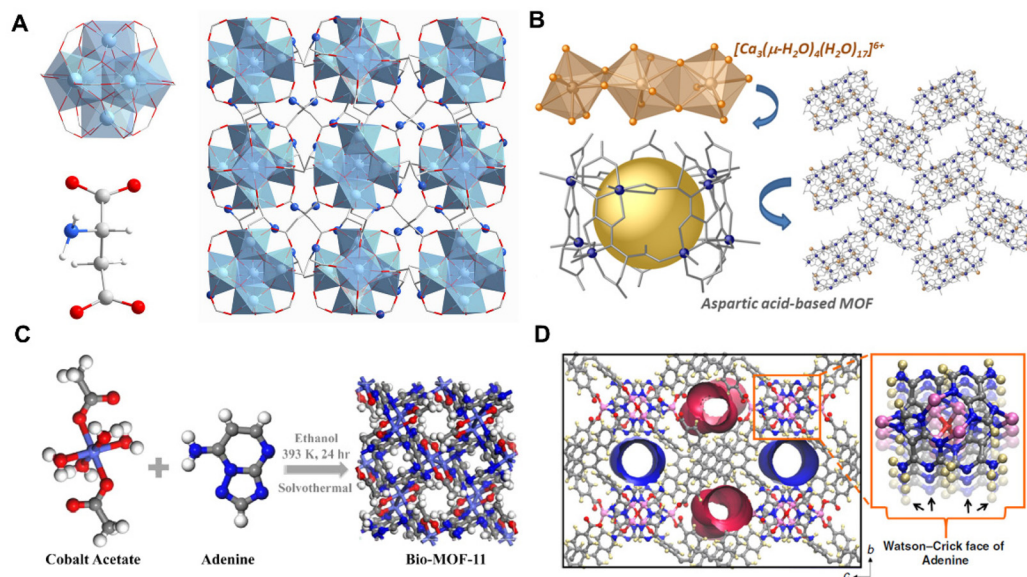 A
B
[Ca₃(μ-H₂O)₄(H₂O)₁₇]⁶⁺
Aspartic acid-based MOF
C
Ethanol
393 K, 24 hr
Solvothermal
Cobalt Acetate
Adenine
Bio-MOF-11
D
Watson–Crick face of
Adenine
b
c